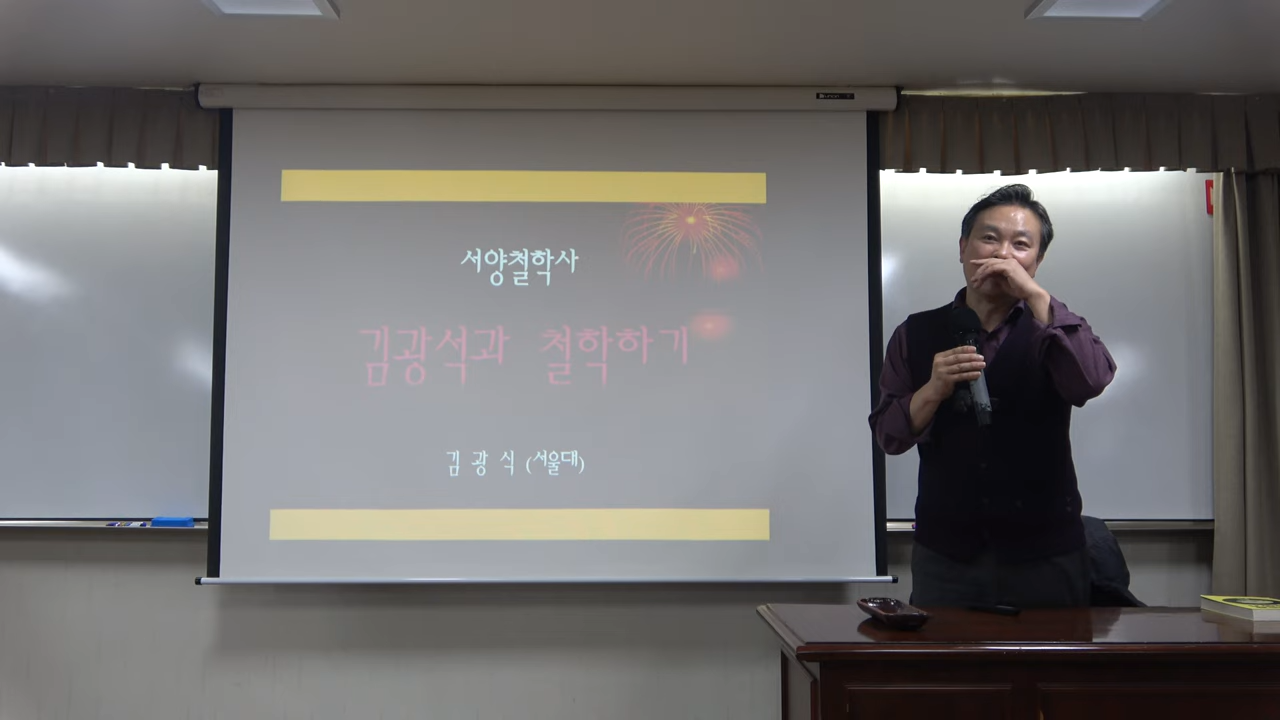 서양철학사
김광석과 철학하기
김 광 식 (서울대)